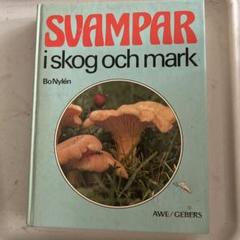 SVAMPAR
i skog och mark
Bo Nylén
AWE/GEBERS